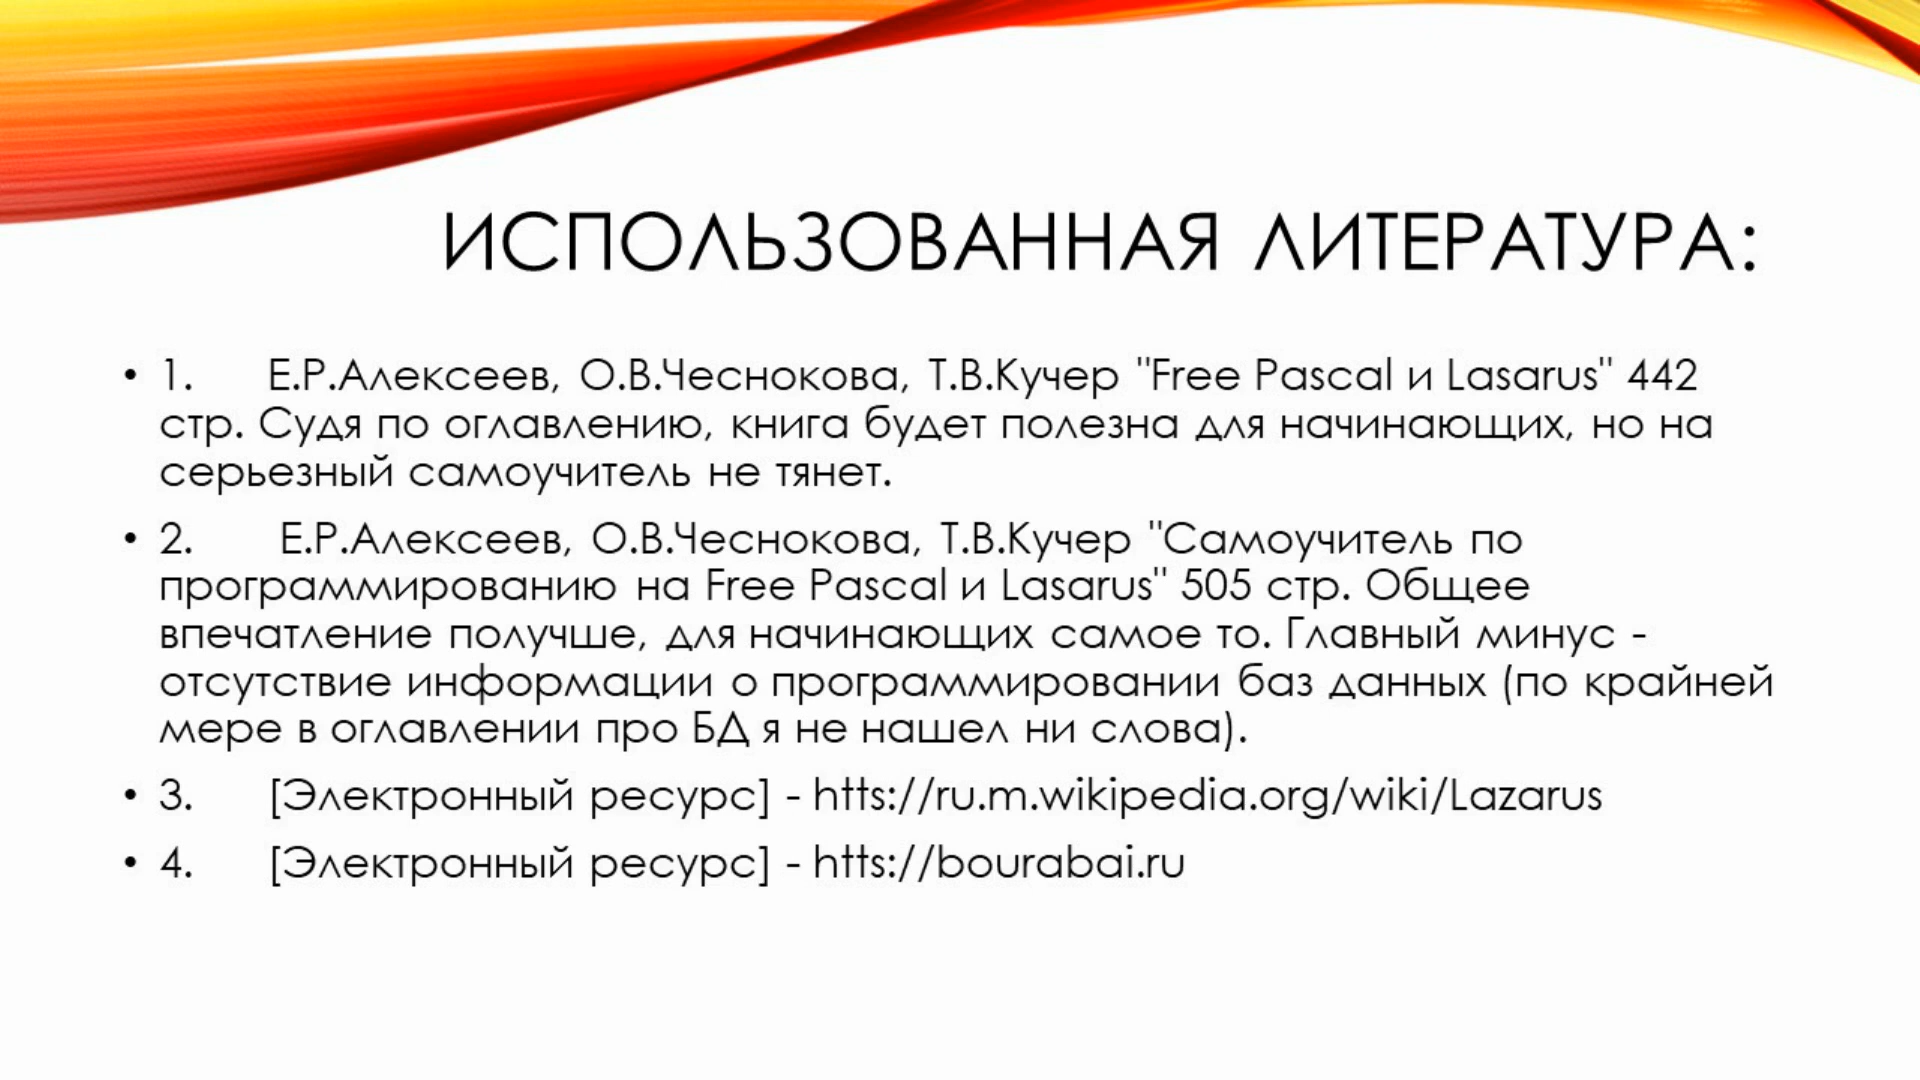 ИСПОЛЬЗОВАННАЯ ЛИТЕРАТУРА:
• 1. Е.Р.Алексеев, О.В.Чеснокова, Т.В.Кучер "Free Pascal и Lasarus" 442
стр. Судя по оглавлению, книга будет полезна для начинающих, но на
серьезный самоучитель не тянет.
• 2. Е.Р.Алексеев, О.В.Чеснокова, Т.В.Кучер "Самоучитель по
программированию на Free Pascal и Lasarus" 505 стр. Общее
впечатление получше, для начинающих самое то. Главный минус -
отсутствие информации о программировании баз данных (по крайней
мере в оглавлении про БД я не нашел ни слова).
• 3. [Электронный ресурс] - htts://ru.m.wikipedia.org/wiki/Lazarus
• 4. [Электронный ресурс] - htts://bourabai.ru